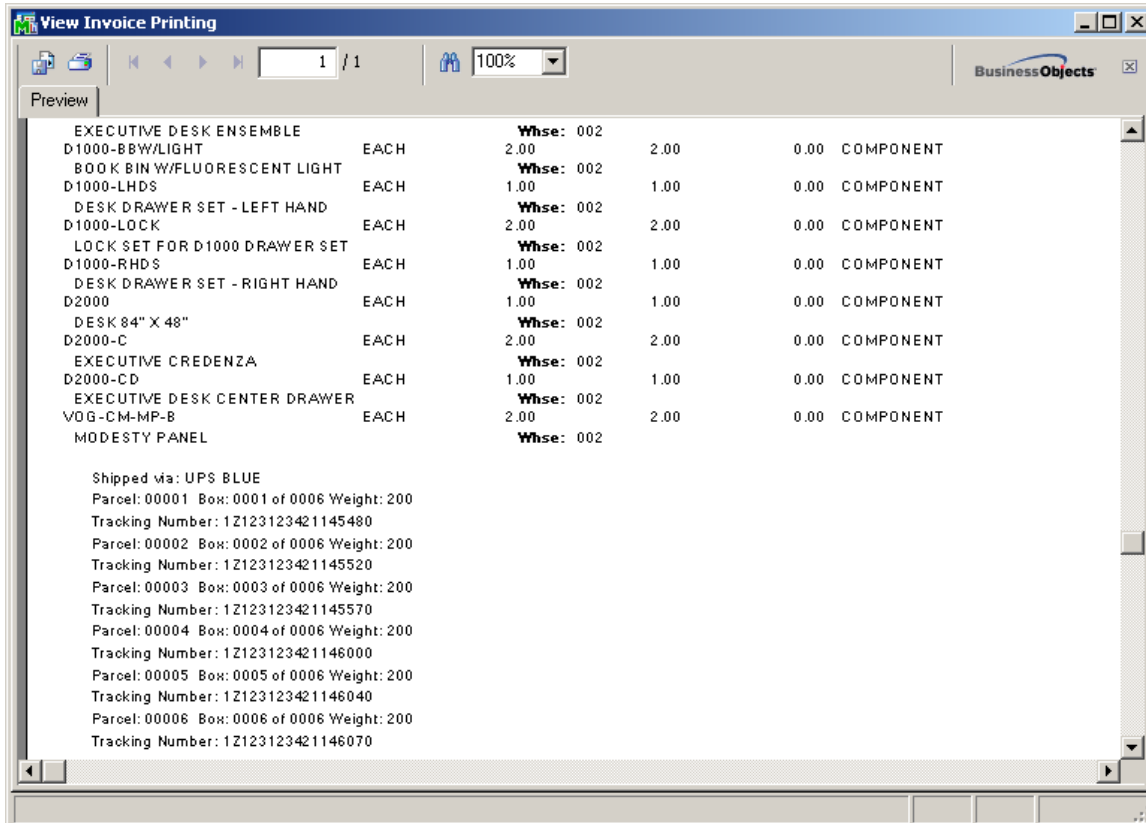 View Invoice Printing
1 / 1 100% BusinessObjects
Preview
EXECUTIVE DESK ENSEMBLE Whse: 002
D1000-BBW/LIGHT EACH 2.00 2.00 0.00 COMPONENT
BOOK BIN W/FLUORESCENT LIGHT Whse: 002
D1000-LHDS EACH 1.00 1.00 0.00 COMPONENT
DESK DRAWER SET - LEFT HAND Whse: 002
D1000-LOCK EACH 2.00 2.00 0.00 COMPONENT
LOCK SET FOR D1000 DRAWER SET Whse: 002
D1000-RHDS EACH 1.00 1.00 0.00 COMPONENT
DESK DRAWER SET - RIGHT HAND Whse: 002
D2000 EACH 1.00 1.00 0.00 COMPONENT
DESK 84" X 48" Whse: 002
D2000-C EACH 2.00 2.00 0.00 COMPONENT
EXECUTIVE CREDENZA Whse: 002
D2000-CD EACH 1.00 1.00 0.00 COMPONENT
EXECUTIVE DESK CENTER DRAWER Whse: 002
VOG-CM-MP-B EACH 2.00 2.00 0.00 COMPONENT
MODESTY PANEL Whse: 002
Shipped via: UPS BLUE
Parcel: 00001 Box: 0001 of 0006 Weight: 200
Tracking Number: 1Z123123421145480
Parcel: 00002 Box: 0002 of 0006 Weight: 200
Tracking Number: 1Z123123421145520
Parcel: 00003 Box: 0003 of 0006 Weight: 200
Tracking Number: 1Z123123421145570
Parcel: 00004 Box: 0004 of 0006 Weight: 200
Tracking Number: 1Z123123421146000
Parcel: 00005 Box: 0005 of 0006 Weight: 200
Tracking Number: 1Z123123421146040
Parcel: 00006 Box: 0006 of 0006 Weight: 200
Tracking Number: 1Z123123421146070